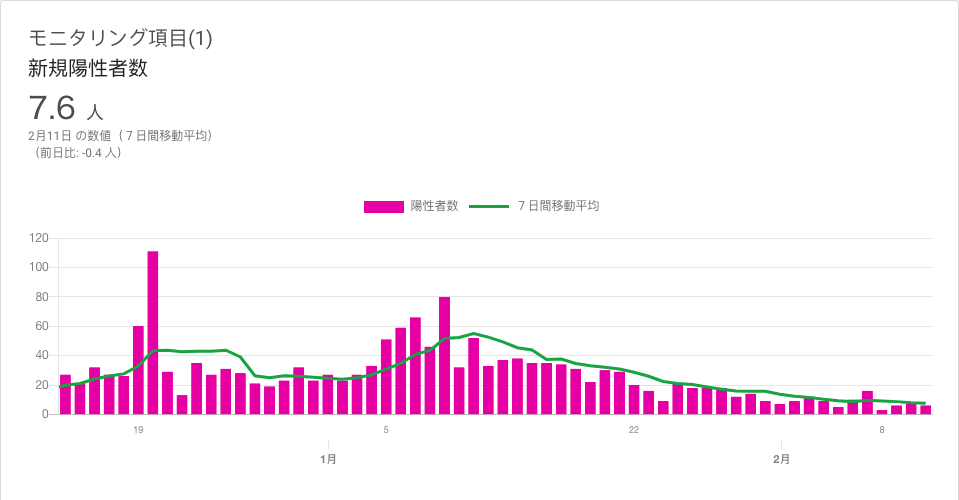 モニタリング項目(1)
新規陽性者数
7.6 人
2月11日 の数値（７日間移動平均）
（前日比: -0.4 人）
陽性者数 ７日間移動平均
120
100
80
60
40
20
0
19 5 22 8
1月 2月